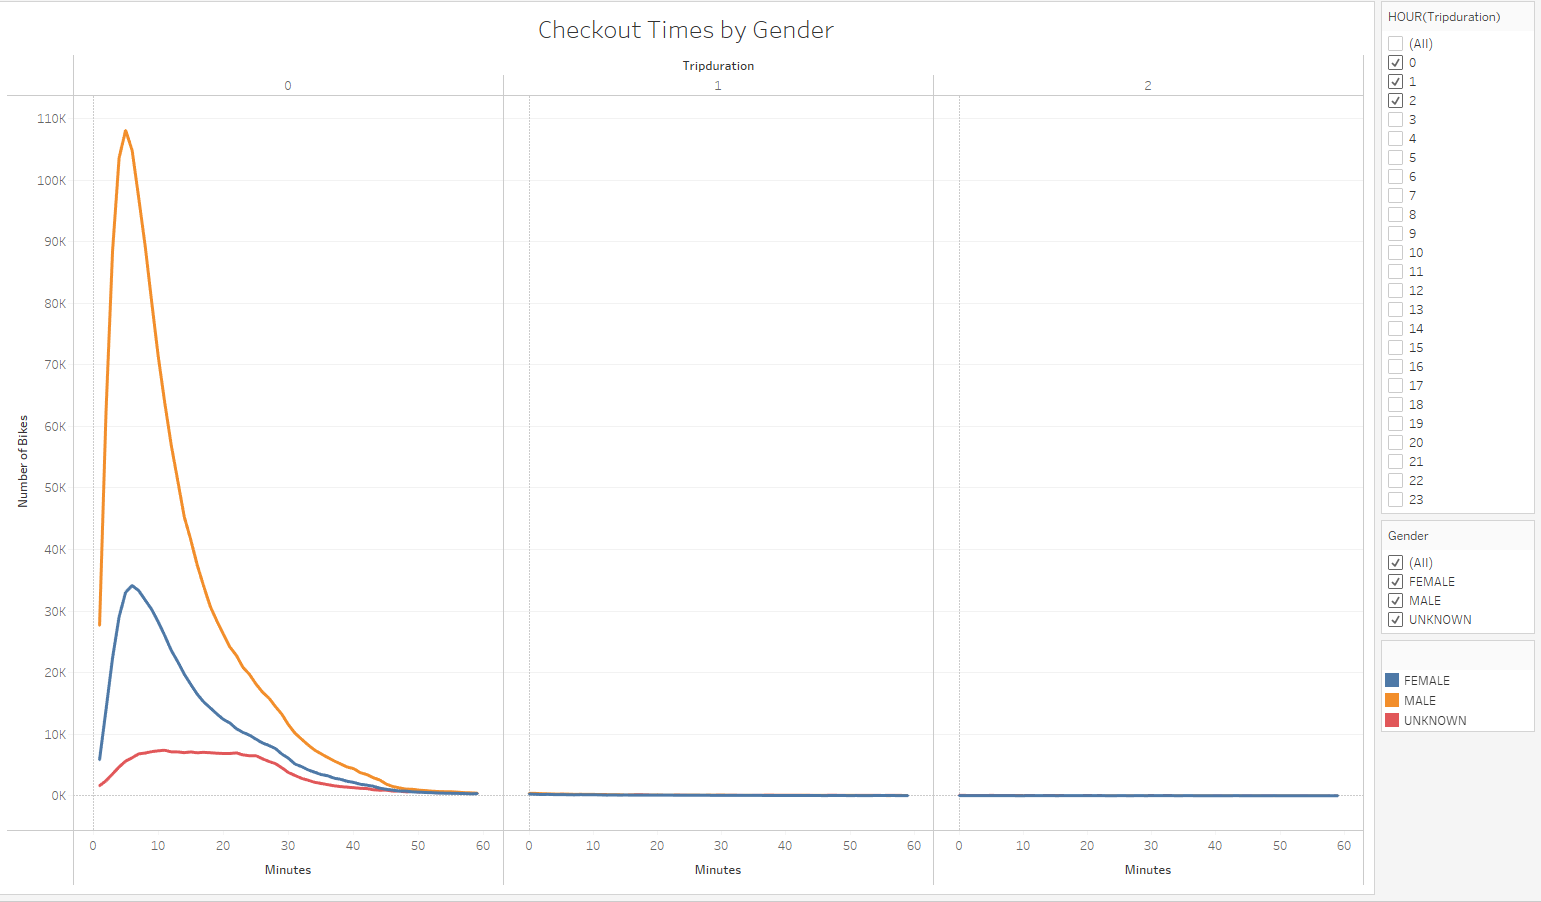 Checkout Times by Gender
Tripduration
0 1 2
110K
100K
90K
80K
70K
60K
50K
40K
30K
20K
10K
0K
Number of Bikes
0 10 20 30 40 50 60 0 10 20 30 40 50 60 0 10 20 30 40 50 60
Minutes Minutes Minutes
HOUR(Tripduration)
(All)
0
1
2
3
4
5
6
7
8
9
10
11
12
13
14
15
16
17
18
19
20
21
22
23
Gender
(All)
FEMALE
MALE
UNKNOWN
FEMALE
MALE
UNKNOWN